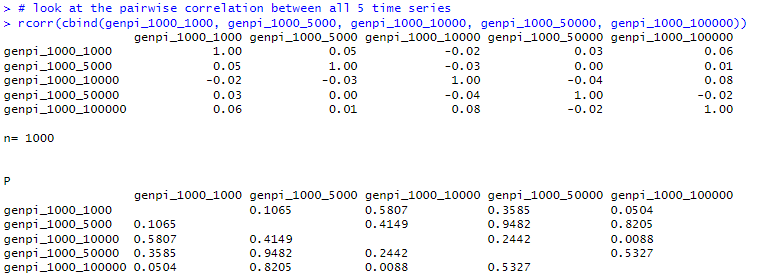 > # look at the pairwise correlation between all 5 time series
> rcorr(cbind(genpi_1000_1000, genpi_1000_5000, genpi_1000_10000, genpi_1000_50000, genpi_1000_100000))
                  genpi_1000_1000 genpi_1000_5000 genpi_1000_10000 genpi_1000_50000 genpi_1000_100000
genpi_1000_1000              1.00            0.05            -0.02             0.03              0.06
genpi_1000_5000              0.05            1.00            -0.03             0.00              0.01
genpi_1000_10000            -0.02           -0.03             1.00            -0.04              0.08
genpi_1000_50000             0.03            0.00            -0.04             1.00             -0.02
genpi_1000_100000            0.06            0.01             0.08            -0.02              1.00
n= 1000
P
                  genpi_1000_1000 genpi_1000_5000 genpi_1000_10000 genpi_1000_50000 genpi_1000_100000
genpi_1000_1000                   0.1065          0.5807           0.3585           0.0504
genpi_1000_5000   0.1065                          0.4149           0.9482           0.8205
genpi_1000_10000  0.5807          0.4149                           0.2442           0.0088
genpi_1000_50000  0.3585          0.9482          0.2442                            0.5327
genpi_1000_100000 0.0504          0.8205          0.0088           0.5327